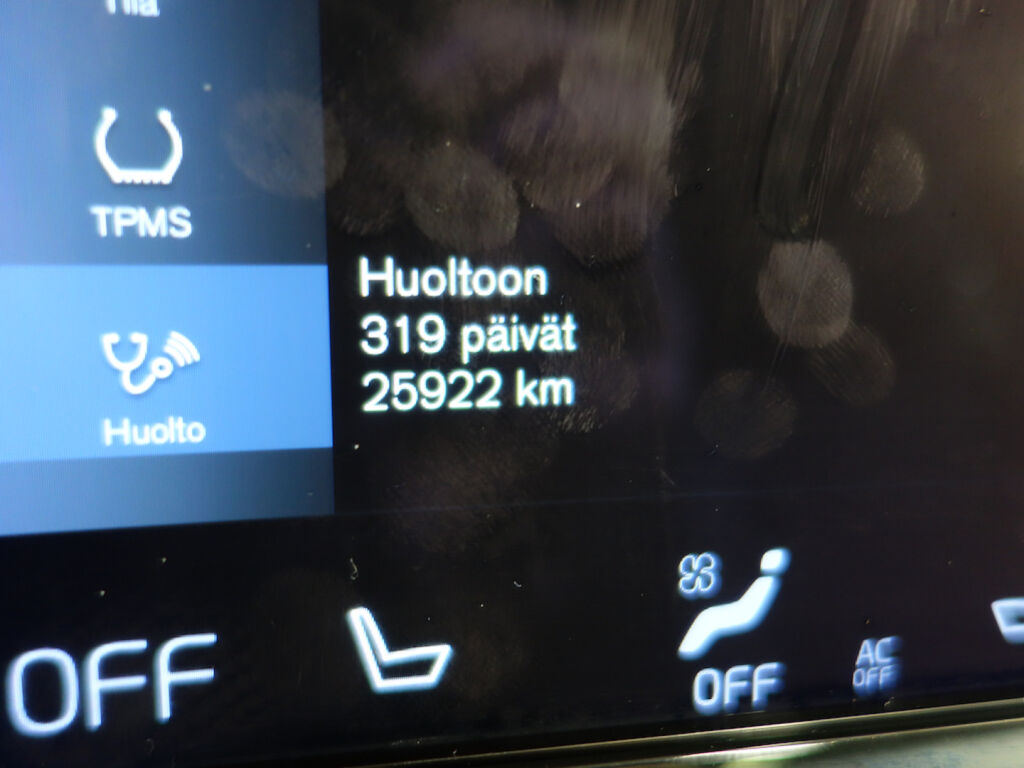 TPMS
Huoltoon
319 päivät
25922 km
Huolto
OFF
OFF
AC
OFF